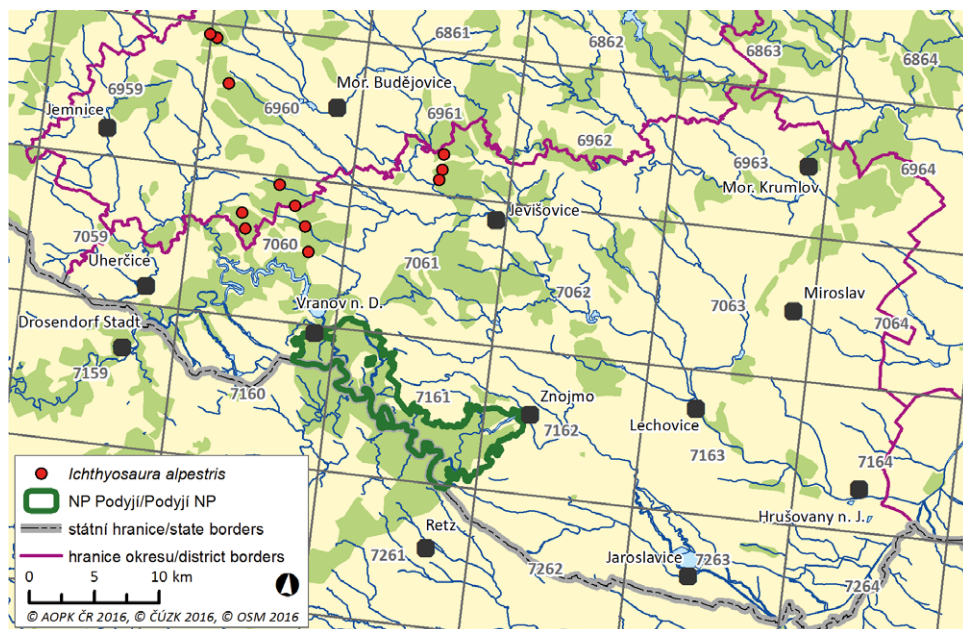 6861
6862
6863
6864
6959
Mor. Budějovice
Jemnice
6960
6961
6962
6963
6964
Mor. Krumlov
Jevišovice
7059
7060
Uherčice
7061
7062
7063
Miroslav
7064
Vranov n. D.
Drosendorf Stadt
7159
7160
7161
Znojmo
7162
Lechovice
7163
7164
Hrušovany n. J.
Retz
7261
7262
Jaroslavice
7263
7264
Ichthyosaura alpestris
NP Podyjí/Podyjí NP
státní hranice/state borders
hranice okresu/district borders
0 5 10 km
© AOPK ČR 2016, © ČÚZK 2016, © OSM 2016